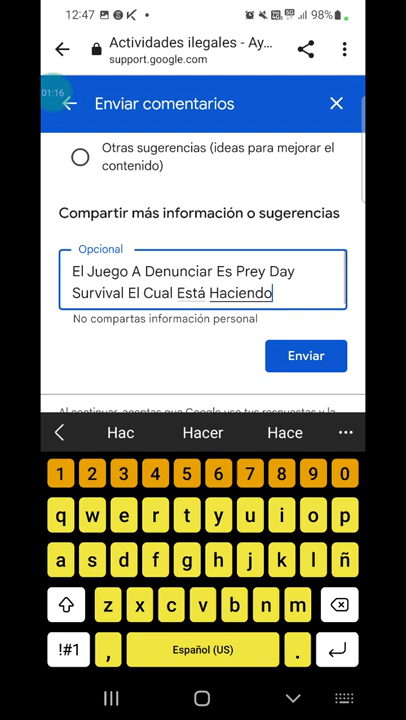 12:47
98%
Actividades ilegales - Ay...
support.google.com
01:16
Enviar comentarios
Otras sugerencias (ideas para mejorar el
contenido)
Compartir más información o sugerencias
Opcional
El Juego A Denunciar Es Prey Day
Survival El Cual Está Haciendo
No compartas información personal
Enviar
Al continuar, aceptas que Google use tus respuestas y la
Hac Hacer Hace ...
1 2 3 4 5 6 7 8 9 0
q w e r t y u i o p
a s d f g h j k l ñ
z x c v b n m
!#1 , Español (US) .